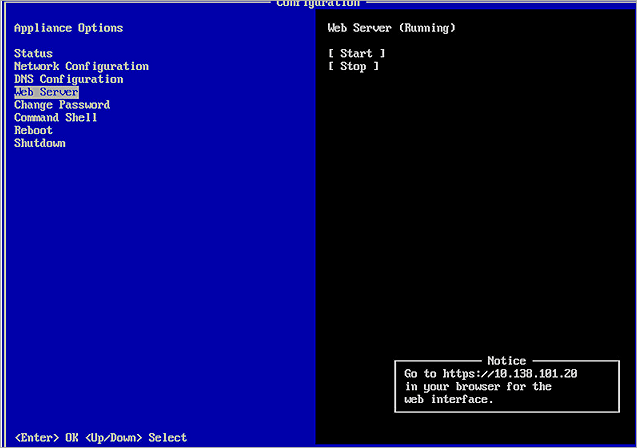 Configuration
Appliance Options
Status
Network Configuration
DNS Configuration
Web Server
Change Password
Command Shell
Reboot
Shutdown
<Enter> OK <Up/Down> Select
Web Server (Running)
[ Start ]
[ Stop ]
Notice
Go to https://10.138.101.20
in your browser for the
web interface.